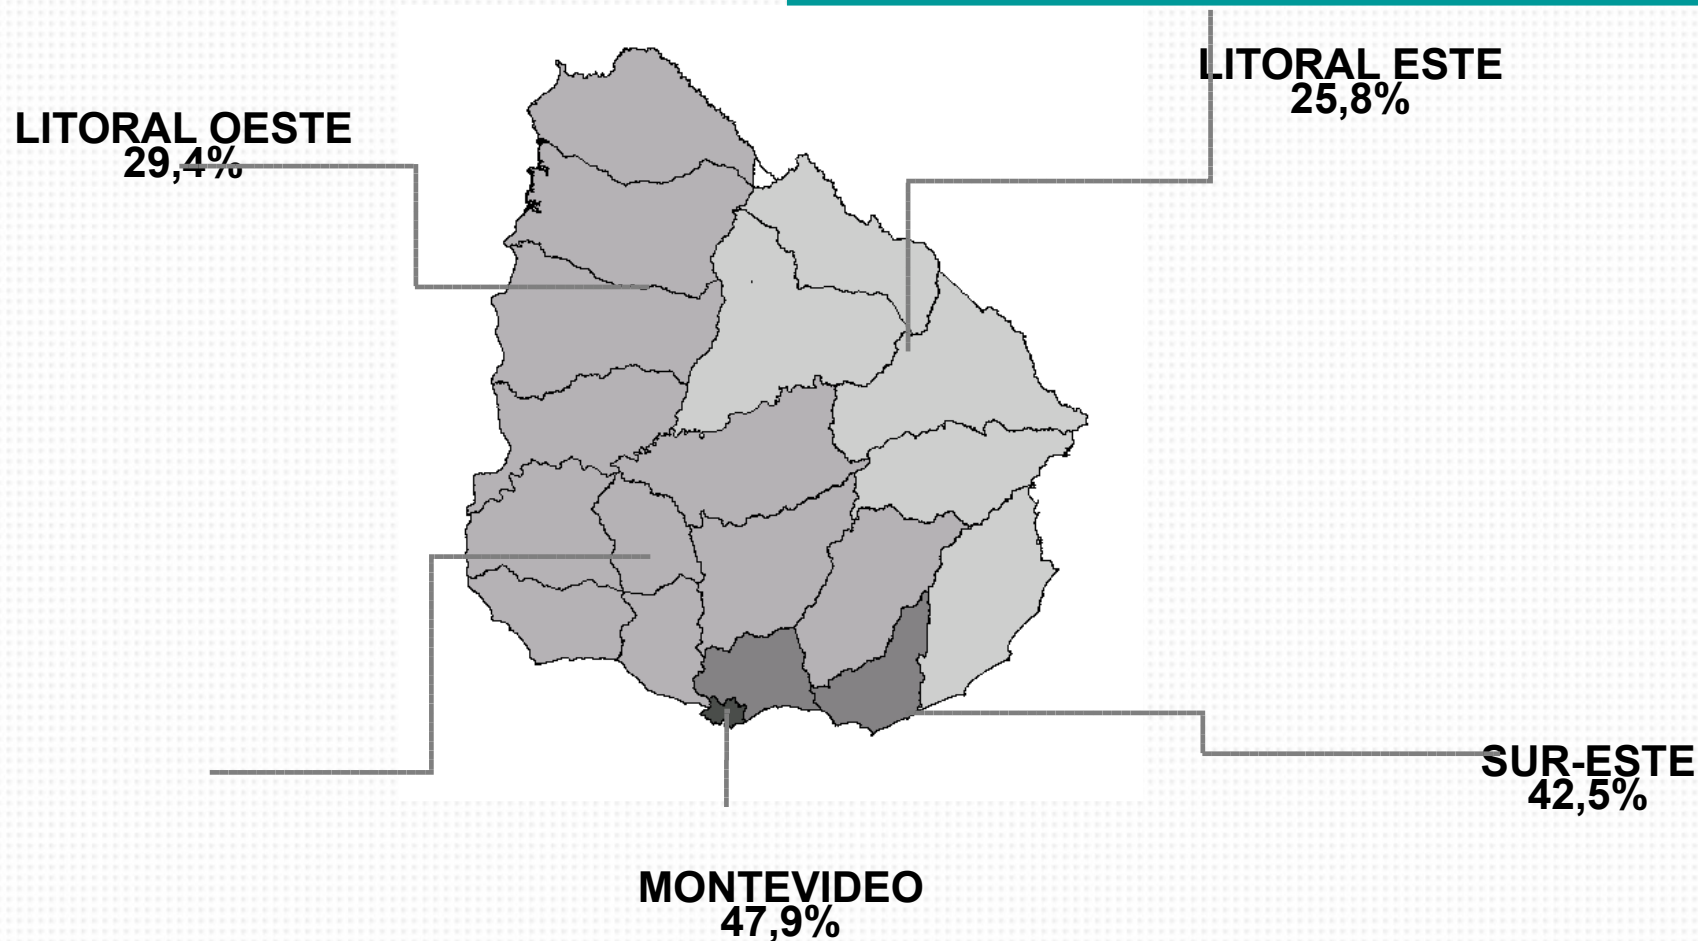 LITORAL ESTE
25,8%
LITORAL OESTE
29,4%
SUR-ESTE
42,5%
MONTEVIDEO
47,9%